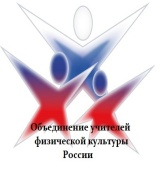 Объединение учителей
физической культуры
России